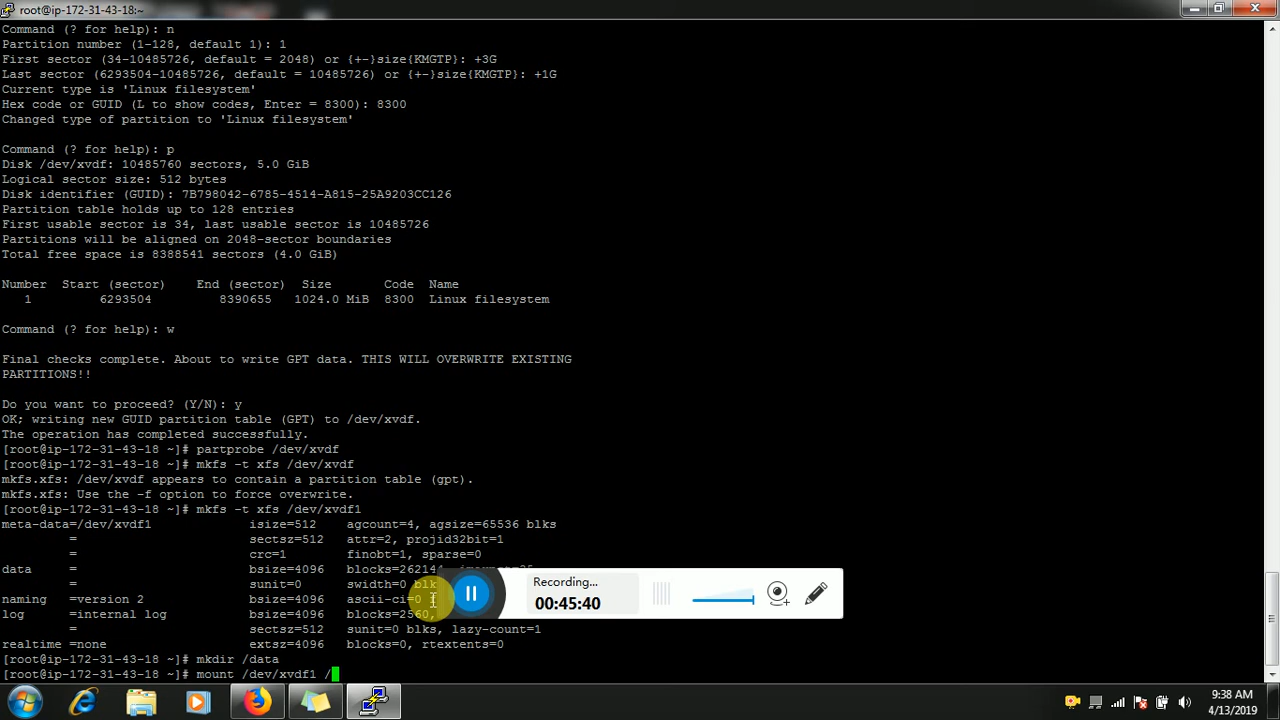 root@ip-172-31-43-18:~
Command (? for help): n
Partition number (1-128, default 1): 1
First sector (34-10485726, default = 2048) or {+-}size{KMGTP}: +3G
Last sector (6293504-10485726, default = 10485726) or {+-}size{KMGTP}: +1G
Current type is 'Linux filesystem'
Hex code or GUID (L to show codes, Enter = 8300): 8300
Changed type of partition to 'Linux filesystem'
Command (? for help): p
Disk /dev/xvdf: 10485760 sectors, 5.0 GiB
Logical sector size: 512 bytes
Disk identifier (GUID): 7B798042-6785-4514-A815-25A9203CC126
Partition table holds up to 128 entries
First usable sector is 34, last usable sector is 10485726
Partitions will be aligned on 2048-sector boundaries
Total free space is 8388541 sectors (4.0 GiB)
Number  Start (sector)    End (sector)  Size       Code  Name
1         6293504         8390655   1024.0 MiB  8300  Linux filesystem
Command (? for help): w
Final checks complete. About to write GPT data. THIS WILL OVERWRITE EXISTING
PARTITIONS!!
Do you want to proceed? (Y/N): y
OK; writing new GUID partition table (GPT) to /dev/xvdf.
The operation has completed successfully.
[root@ip-172-31-43-18 ~]# partprobe /dev/xvdf
[root@ip-172-31-43-18 ~]# mkfs -t xfs /dev/xvdf
mkfs.xfs: /dev/xvdf appears to contain a partition table (gpt).
mkfs.xfs: Use the -f option to force overwrite.
[root@ip-172-31-43-18 ~]# mkfs -t xfs /dev/xvdf1
meta-data=/dev/xvdf1             isize=512    agcount=4, agsize=65536 blks
=                       sectsz=512   attr=2, projid32bit=1
=                       crc=1        finobt=1, sparse=0
data     =                       bsize=4096   blocks=262144,
=                       sunit=0      swidth=0 blk
naming   =version 2              bsize=4096   ascii-ci=0
log      =internal log           bsize=4096   blocks=2560,
=                       sectsz=512   sunit=0 blks, lazy-count=1
realtime =none                   extsz=4096   blocks=0, rtextents=0
[root@ip-172-31-43-18 ~]# mkdir /data
[root@ip-172-31-43-18 ~]# mount /dev/xvdf1 /
Recording...
00:45:40
9:38 AM
4/13/2019